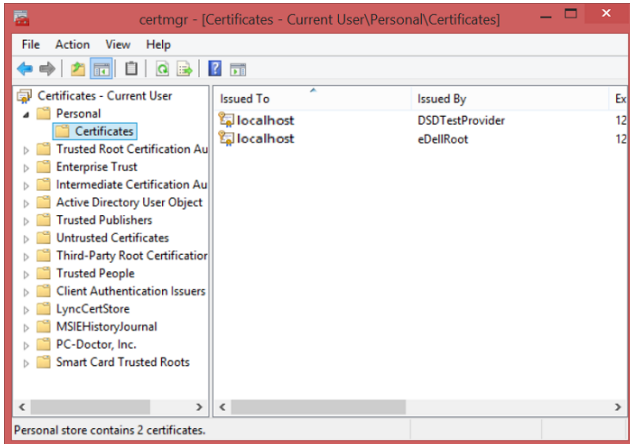 certmgr - [Certificates - Current User\Personal\Certificates]
File Action View Help
Certificates - Current User
Personal
Certificates
Trusted Root Certification Au
Enterprise Trust
Intermediate Certification Au
Active Directory User Object
Trusted Publishers
Untrusted Certificates
Third-Party Root Certification
Trusted People
Client Authentication Issuers
LyncCertStore
MSIEHistoryJournal
PC-Doctor, Inc.
Smart Card Trusted Roots
Issued To Issued By Ex
localhost DSDTestProvider 12
localhost eDellRoot 12
Personal store contains 2 certificates.